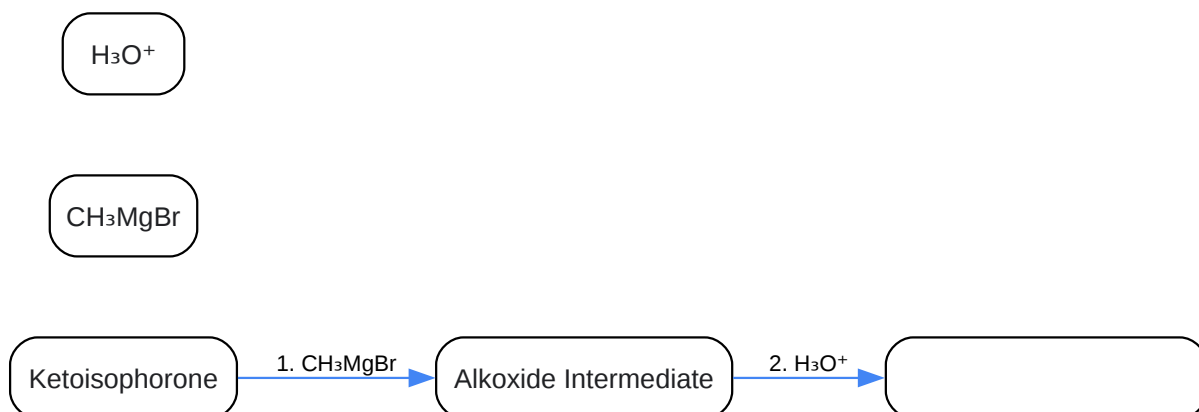 H₃O⁺
CH₃MgBr
Ketoisophorone
1. CH₃MgBr
Alkoxide Intermediate
2. H₃O⁺